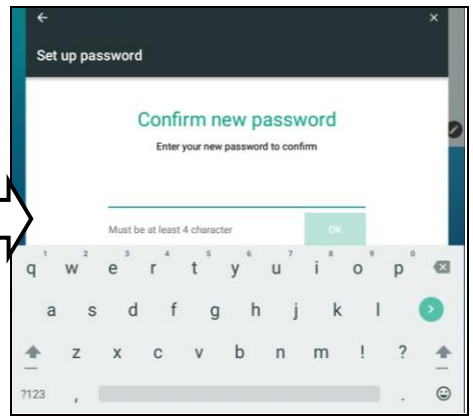 Set up password
Confirm new password
Enter your new password to confirm
Must be at least 4 character
OK
1 2 3 4 5 6 7 8 9 0
q w e r t y u i o p
a s d f g h j k l
z x c v b n m ! ?
?123 , .